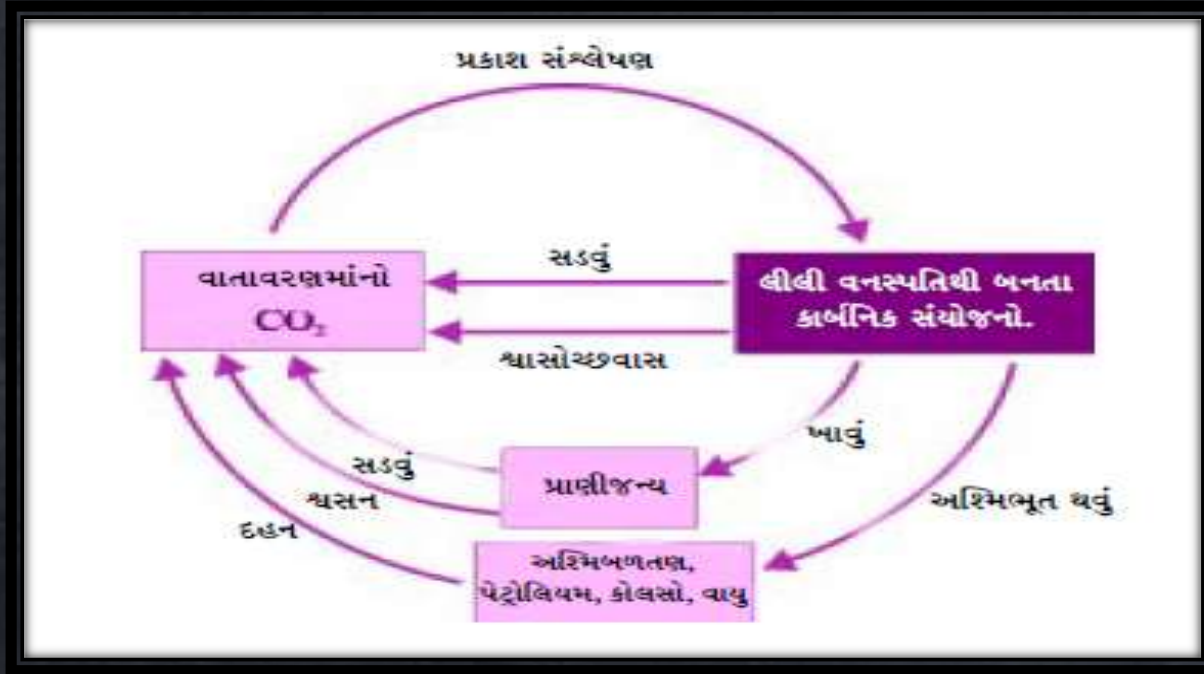 પ્રકાશ સંશ્લેષણ
વાતાવરણમાંનો
CO₂
સડવું
શ્વાસોચ્છવાસ
લીલી વનસ્પતિથી બનતા
કાર્બનિક સંયોજનો.
ખાવું
અશ્મિભૂત થવું
પ્રાણીજન્ય
સડવું
શ્વસન
દહન
અશ્મિબળતણ,
પેટ્રોલિયમ, કોલસો, વાયુ